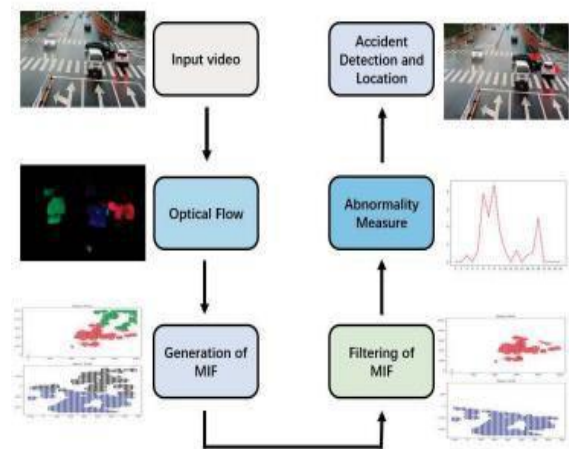 Input video
Optical Flow
Generation of
MIF
Filtering of
MIF
Abnormality
Measure
Accident
Detection and
Location